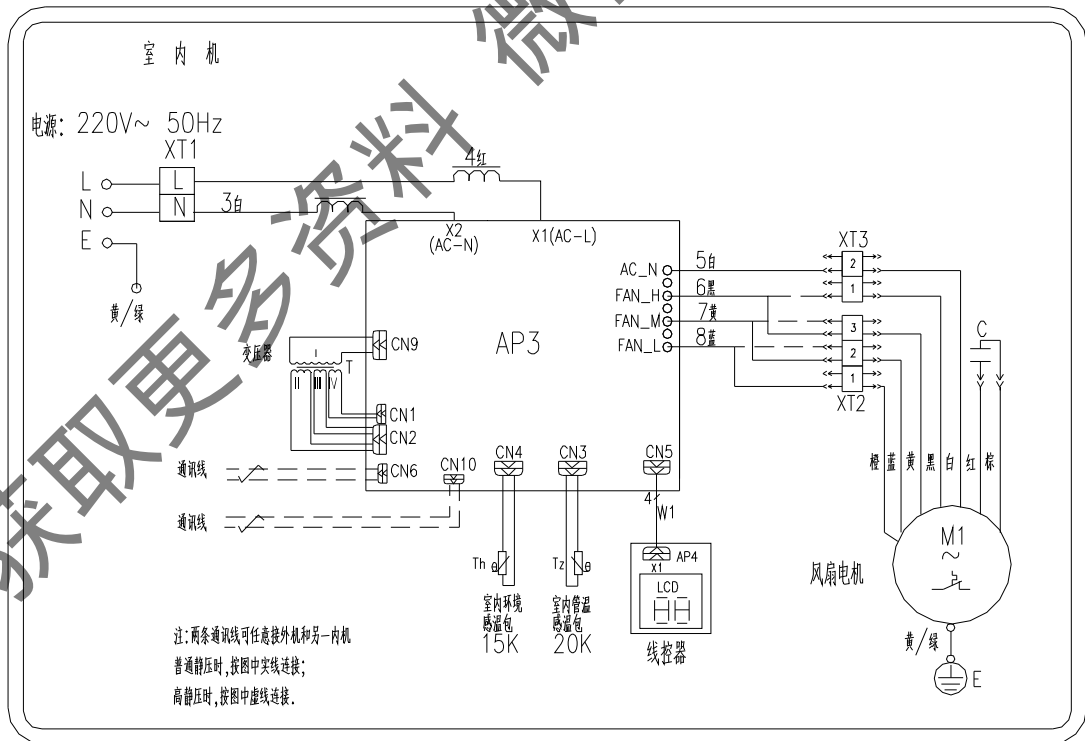 室内机
电源: 220V~ 50Hz
XT1
L
N
E
L
N
3白
4红
黄/绿
X2
(AC-N)
X1(AC-L)
AP3
AC_N
FAN_H
FAN_M
FAN_L
5白
6黑
7黄
8蓝
XT3
2
1
3
2
1
XT2
C
变压器
I
T
II
III
IV
CN9
CN1
CN2
CN6
CN10
CN4
CN3
CN5
通讯线
通讯线
4
W1
Th
θ
Tz
θ
室内环境
感温包
15K
室内管温
感温包
20K
X1
AP4
LCD
线控器
橙
蓝
黄
黑
白
红
棕
M1
~
风扇电机
黄/绿
E
注:两条通讯线可任意接外机和另一内机
普通静压时,按图中实线连接;
高静压时,按图中虚线连接.
获取更多资料 微